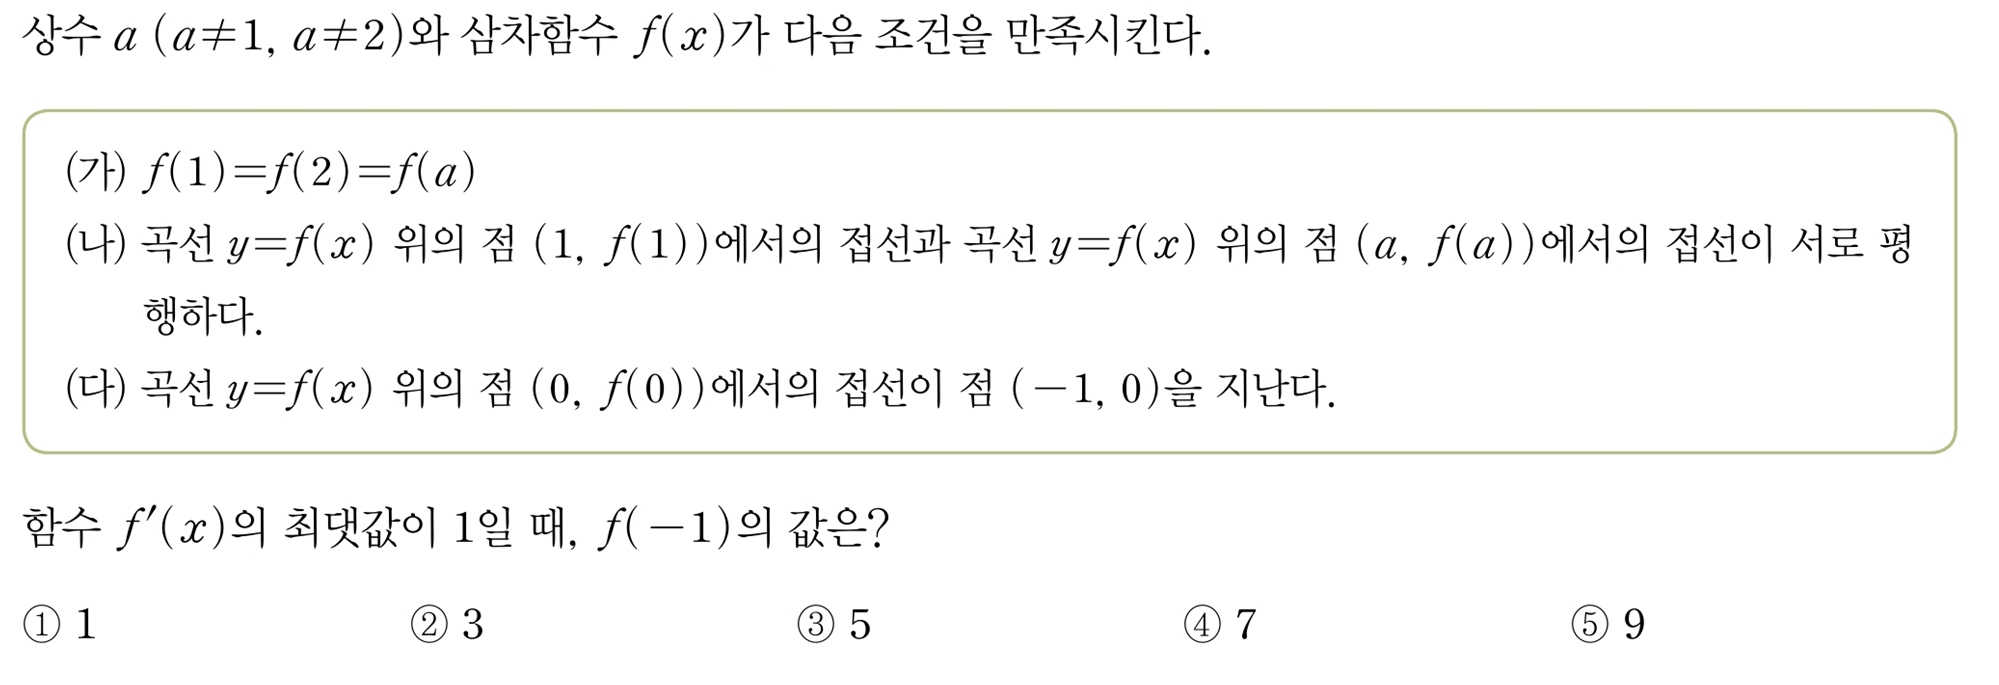 상수 a (a≠1, a≠2)와 삼차함수 f(x)가 다음 조건을 만족시킨다.
(가) f(1)=f(2)=f(a)
(나) 곡선 y=f(x) 위의 점 (1, f(1))에서의 접선과 곡선 y=f(x) 위의 점 (a, f(a))에서의 접선이 서로 평
행하다.
(다) 곡선 y=f(x) 위의 점 (0, f(0))에서의 접선이 점 (−1, 0)을 지난다.
함수 f′(x)의 최댓값이 1일 때, f(−1)의 값은?
① 1 ② 3 ③ 5 ④ 7 ⑤ 9